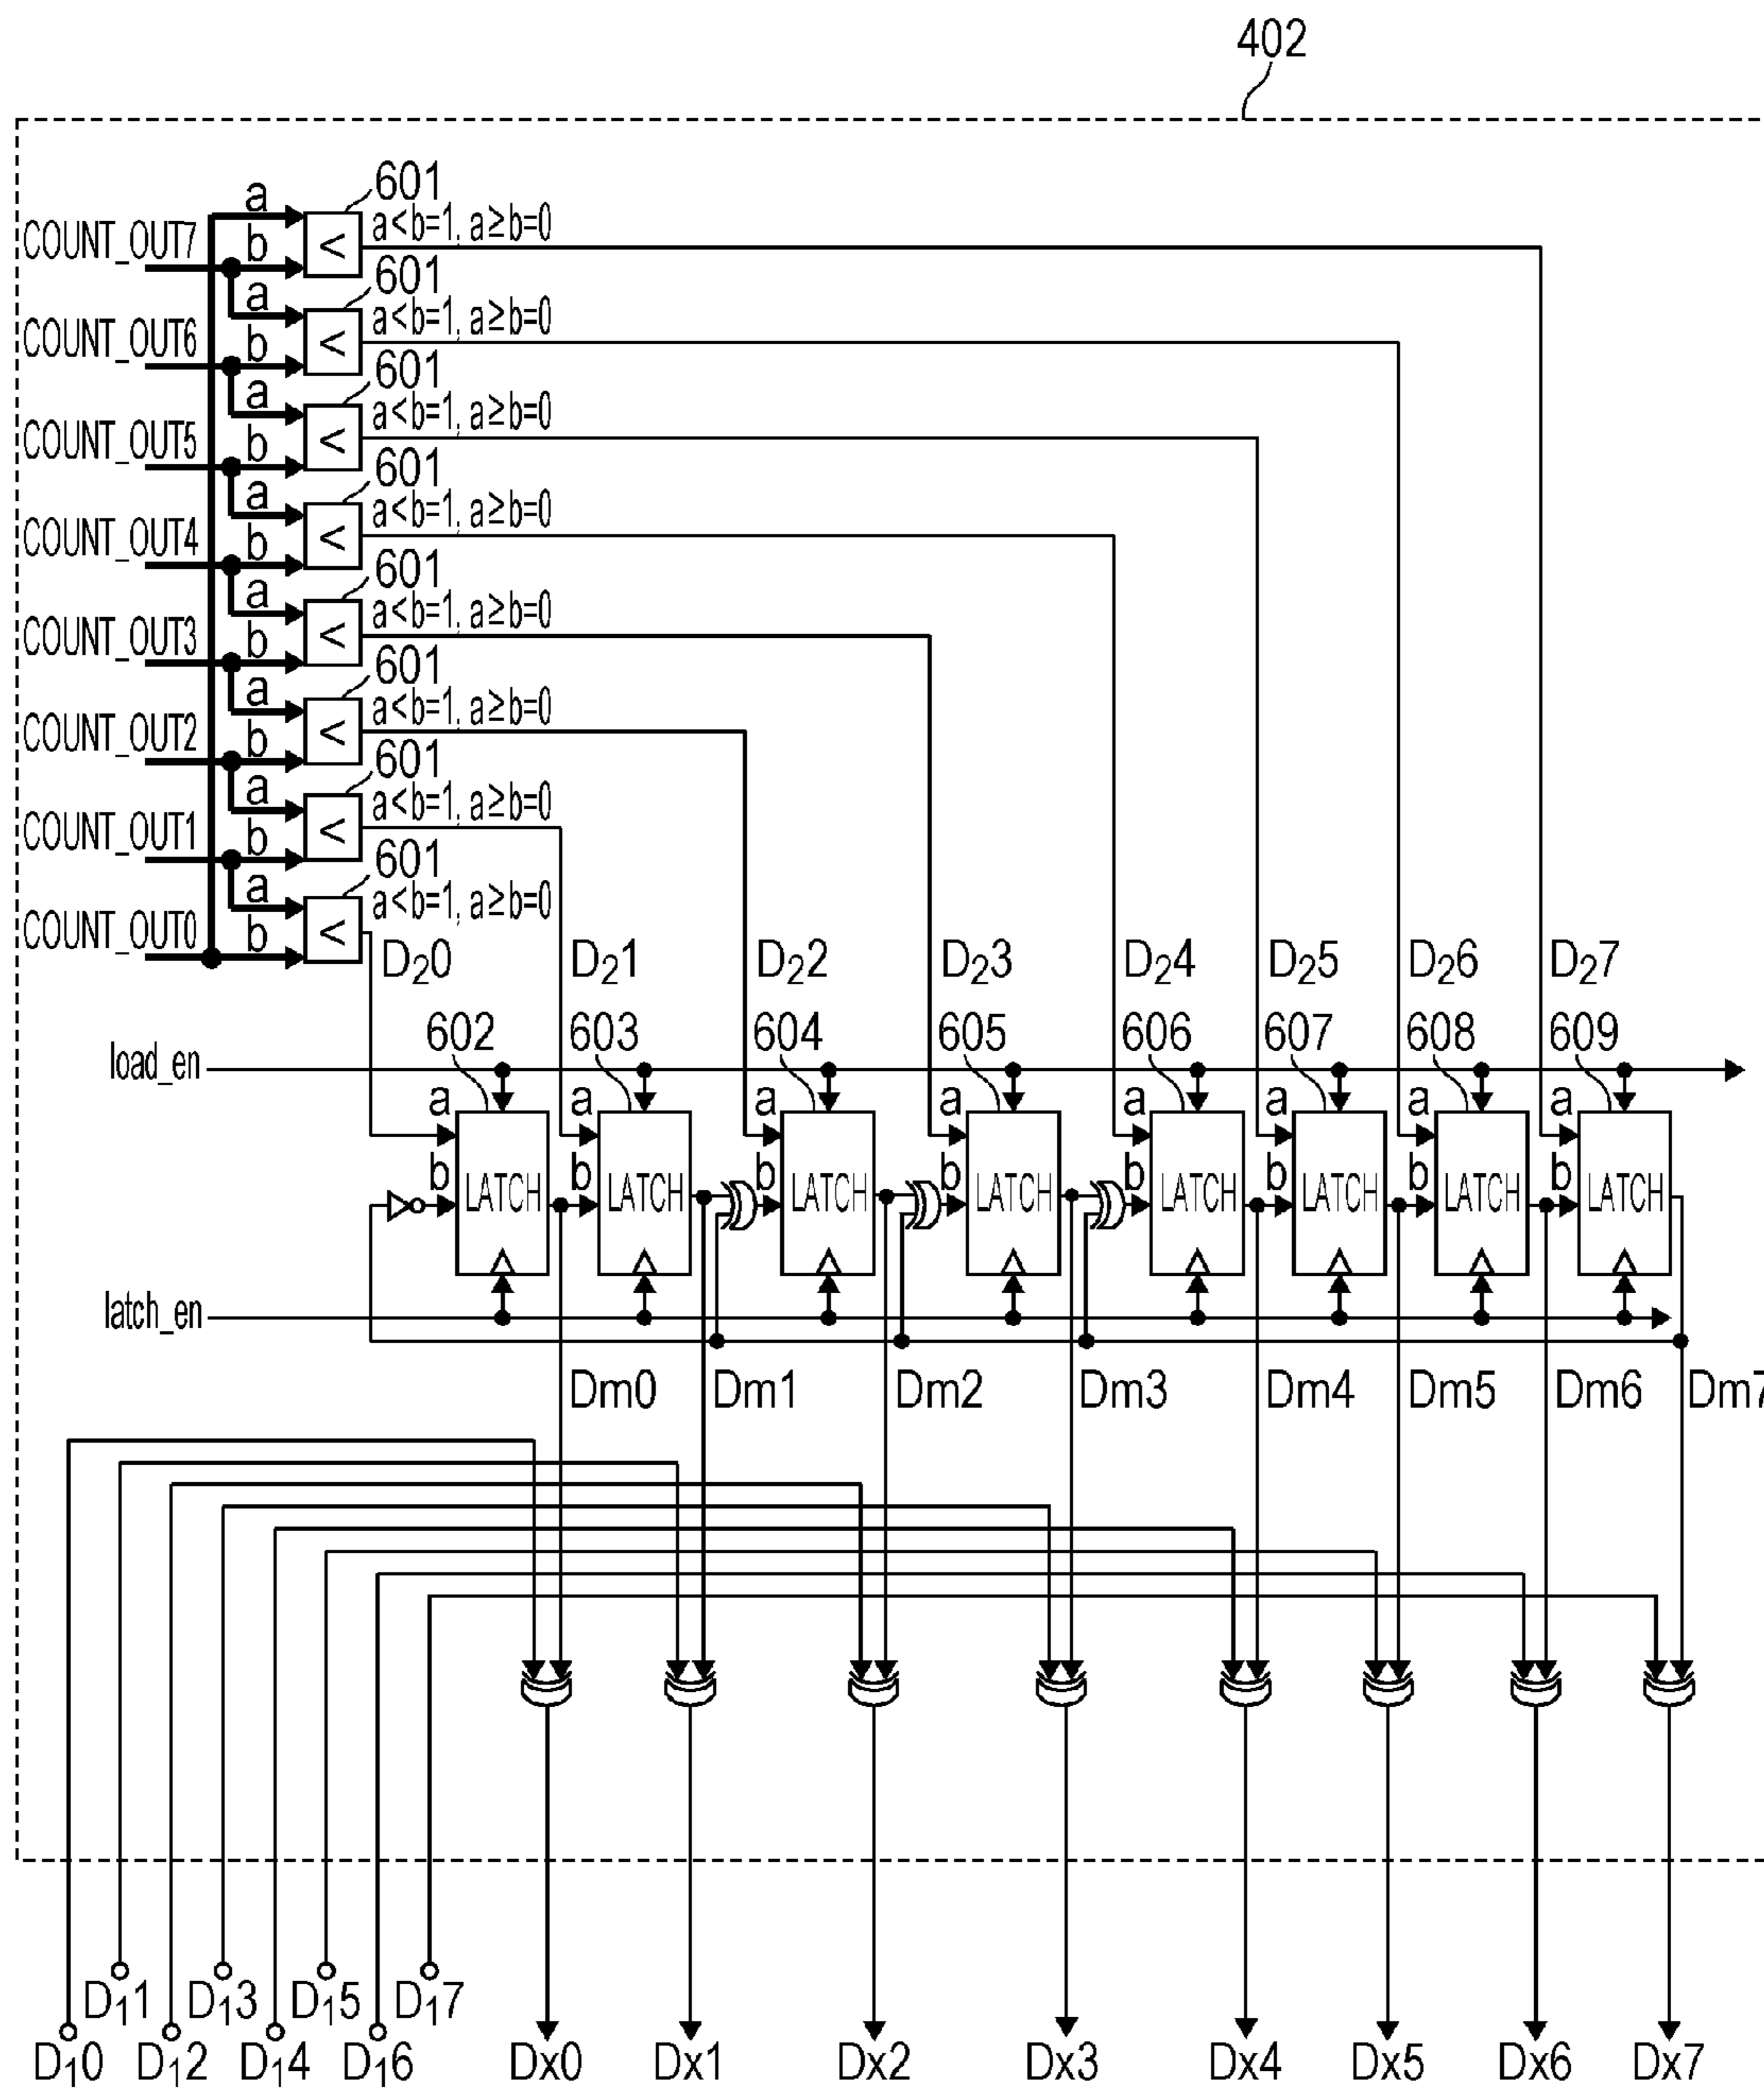 402
601
a
a<b=1, a≥b=0
COUNT_OUT7
b
<
601
a
a<b=1, a≥b=0
COUNT_OUT6
b
<
601
a
a<b=1, a≥b=0
COUNT_OUT5
b
<
601
a
a<b=1, a≥b=0
COUNT_OUT4
b
<
601
a
a<b=1, a≥b=0
COUNT_OUT3
b
<
601
a
a<b=1, a≥b=0
COUNT_OUT2
b
<
601
a
a<b=1, a≥b=0
COUNT_OUT1
b
<
601
a
a<b=1, a≥b=0
COUNT_OUT0
b
<
D₂0 D₂1 D₂2 D₂3 D₂4 D₂5 D₂6 D₂7
602 603 604 605 606 607 608 609
load_en
a a a a a a a a
b b b b b b b b
LATCH LATCH LATCH LATCH LATCH LATCH LATCH LATCH
latch_en
Dm0 Dm1 Dm2 Dm3 Dm4 Dm5 Dm6 Dm7
D₁1 D₁3 D₁5 D₁7
D₁0 D₁2 D₁4 D₁6 Dx0 Dx1 Dx2 Dx3 Dx4 Dx5 Dx6 Dx7